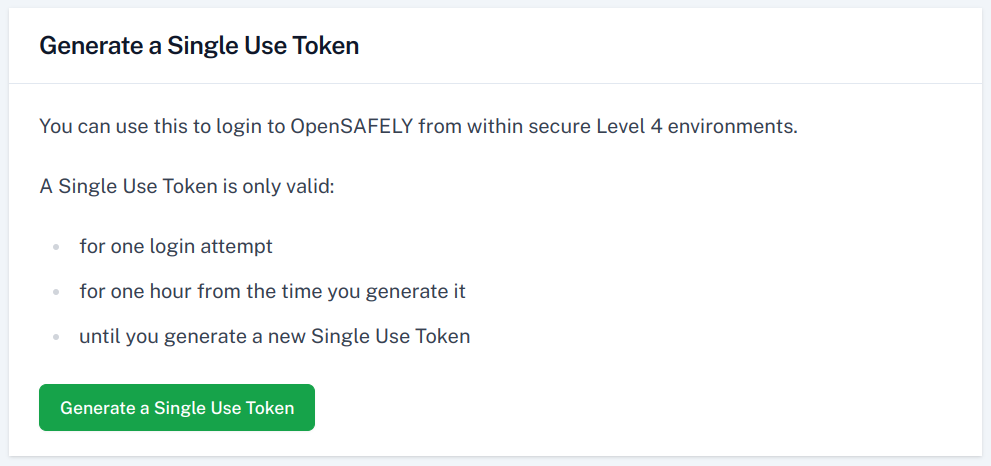 Generate a Single Use Token
You can use this to login to OpenSAFELY from within secure Level 4 environments.
A Single Use Token is only valid:
for one login attempt
for one hour from the time you generate it
until you generate a new Single Use Token
Generate a Single Use Token